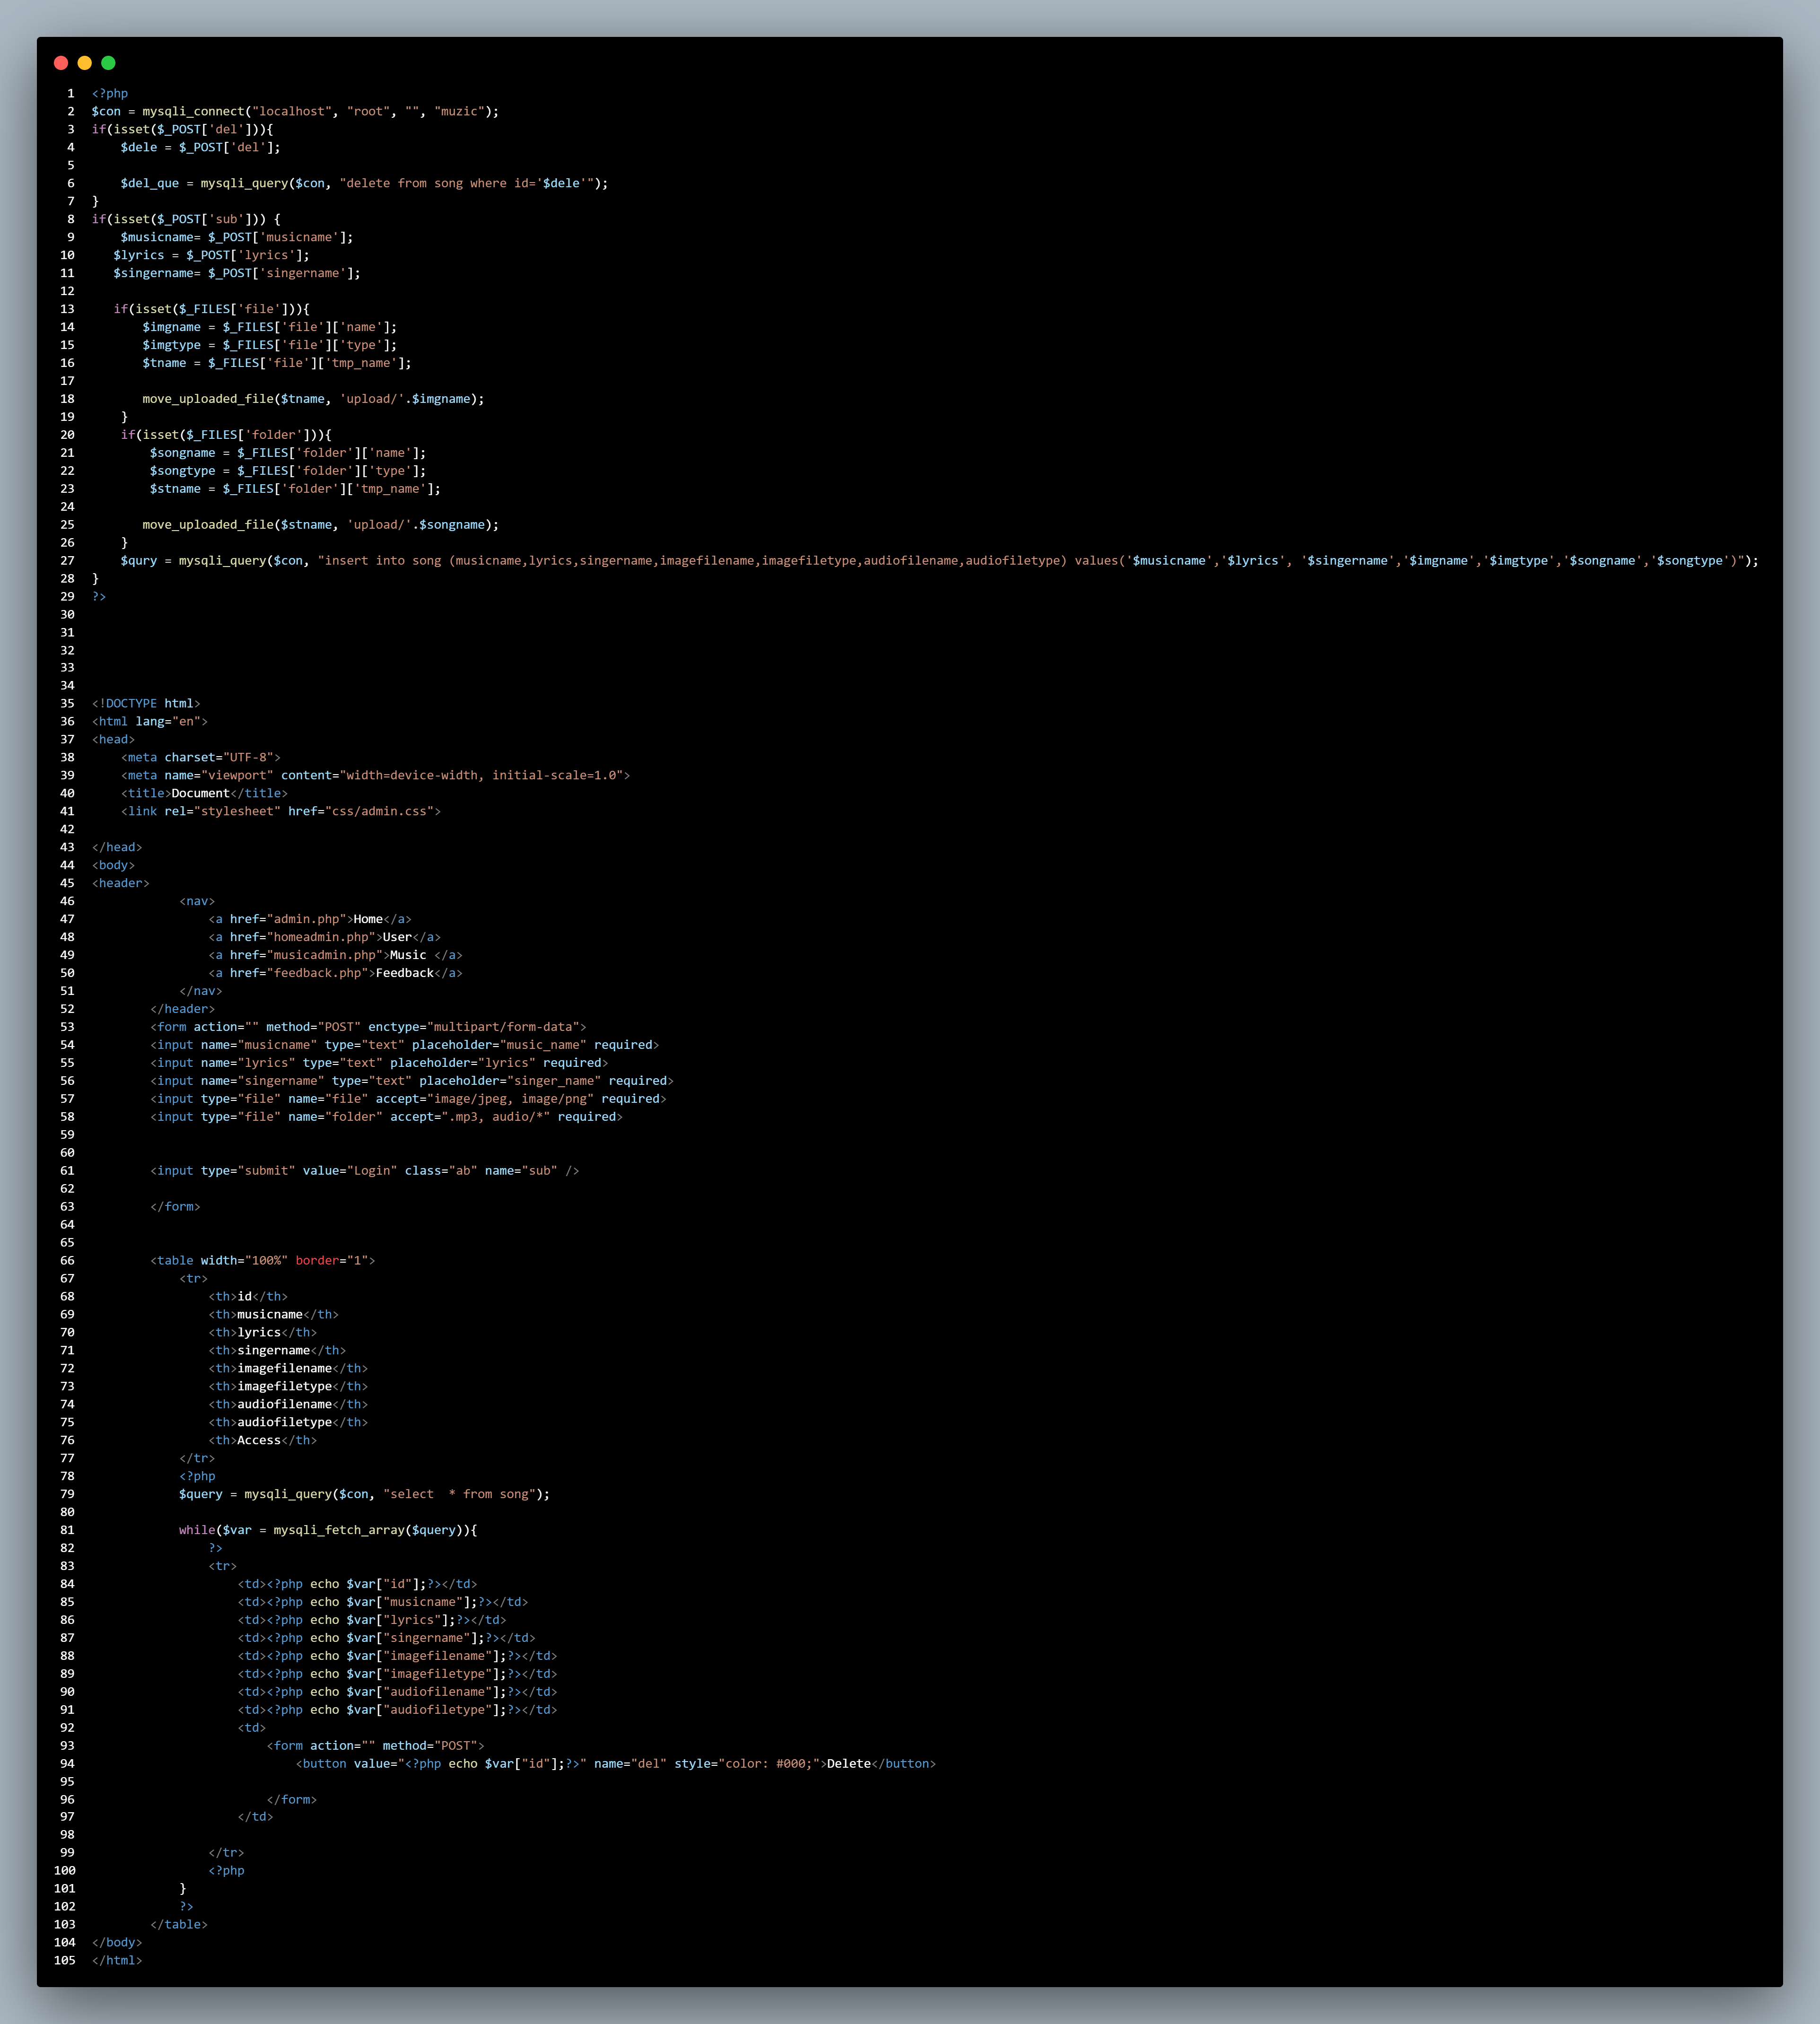 1 <?php
2 $con = mysqli_connect("localhost", "root", "", "muzic");
3 if(isset($_POST['del'])){
4     $dele = $_POST['del'];
5
6     $del_que = mysqli_query($con, "delete from song where id='$dele'");
7 }
8 if(isset($_POST['sub'])) {
9     $musicname= $_POST['musicname'];
10    $lyrics = $_POST['lyrics'];
11    $singername= $_POST['singername'];
12
13    if(isset($_FILES['file'])){
14        $imgname = $_FILES['file']['name'];
15        $imgtype = $_FILES['file']['type'];
16        $tname = $_FILES['file']['tmp_name'];
17
18        move_uploaded_file($tname, 'upload/'.$imgname);
19     }
20     if(isset($_FILES['folder'])){
21         $songname = $_FILES['folder']['name'];
22         $songtype = $_FILES['folder']['type'];
23         $stname = $_FILES['folder']['tmp_name'];
24
25        move_uploaded_file($stname, 'upload/'.$songname);
26     }
27     $qury = mysqli_query($con, "insert into song (musicname,lyrics,singername,imagefilename,imagefiletype,audiofilename,audiofiletype) values('$musicname','$lyrics', '$singername','$imgname','$imgtype','$songname','$songtype')");
28 }
29 ?>
30
31
32
33
34
35 <!DOCTYPE html>
36 <html lang="en">
37 <head>
38     <meta charset="UTF-8">
39     <meta name="viewport" content="width=device-width, initial-scale=1.0">
40     <title>Document</title>
41     <link rel="stylesheet" href="css/admin.css">
42
43 </head>
44 <body>
45 <header>
46             <nav>
47                 <a href="admin.php">Home</a>
48                 <a href="homeadmin.php">User</a>
49                 <a href="musicadmin.php">Music </a>
50                 <a href="feedback.php">Feedback</a>
51             </nav>
52         </header>
53         <form action="" method="POST" enctype="multipart/form-data">
54         <input name="musicname" type="text" placeholder="music_name" required>
55         <input name="lyrics" type="text" placeholder="lyrics" required>
56         <input name="singername" type="text" placeholder="singer_name" required>
57         <input type="file" name="file" accept="image/jpeg, image/png" required>
58         <input type="file" name="folder" accept=".mp3, audio/*" required>
59
60
61         <input type="submit" value="Login" class="ab" name="sub" />
62
63         </form>
64
65
66         <table width="100%" border="1">
67             <tr>
68                 <th>id</th>
69                 <th>musicname</th>
70                 <th>lyrics</th>
71                 <th>singername</th>
72                 <th>imagefilename</th>
73                 <th>imagefiletype</th>
74                 <th>audiofilename</th>
75                 <th>audiofiletype</th>
76                 <th>Access</th>
77             </tr>
78             <?php
79             $query = mysqli_query($con, "select  * from song");
80
81             while($var = mysqli_fetch_array($query)){
82                 ?>
83                 <tr>
84                     <td><?php echo $var["id"];?></td>
85                     <td><?php echo $var["musicname"];?></td>
86                     <td><?php echo $var["lyrics"];?></td>
87                     <td><?php echo $var["singername"];?></td>
88                     <td><?php echo $var["imagefilename"];?></td>
89                     <td><?php echo $var["imagefiletype"];?></td>
90                     <td><?php echo $var["audiofilename"];?></td>
91                     <td><?php echo $var["audiofiletype"];?></td>
92                     <td>
93                         <form action="" method="POST">
94                             <button value="<?php echo $var["id"];?>" name="del" style="color: #000;">Delete</button>
95
96                         </form>
97                     </td>
98
99                 </tr>
100                 <?php
101             }
102             ?>
103         </table>
104 </body>
105 </html>